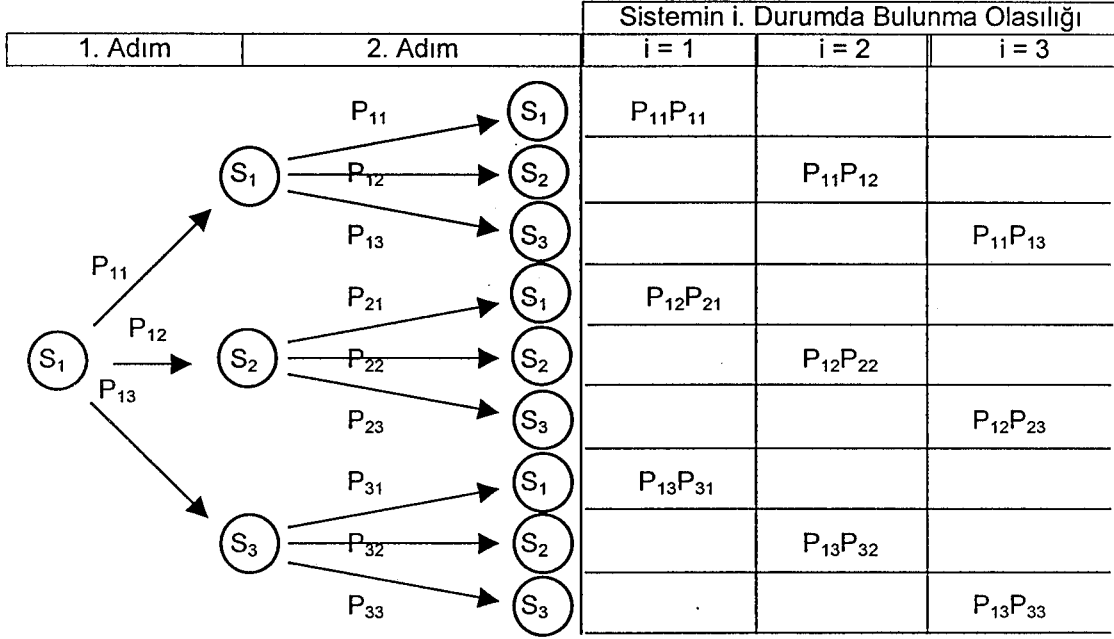 Sistemin i. Durumda Bulunma Olasılığı
1. Adım 2. Adım i = 1 i = 2 i = 3
P₁₁ S₁ P₁₁P₁₁
S₁ P₁₂ S₂ P₁₁P₁₂
P₁₃ S₃ P₁₁P₁₃
P₁₁
P₂₁ S₁ P₁₂P₂₁
P₁₂
S₁ S₂ P₂₂ S₂ P₁₂P₂₂
P₁₃
P₂₃ S₃ P₁₂P₂₃
P₃₁ S₁ P₁₃P₃₁
S₃ P₃₂ S₂ P₁₃P₃₂
P₃₃ S₃ P₁₃P₃₃